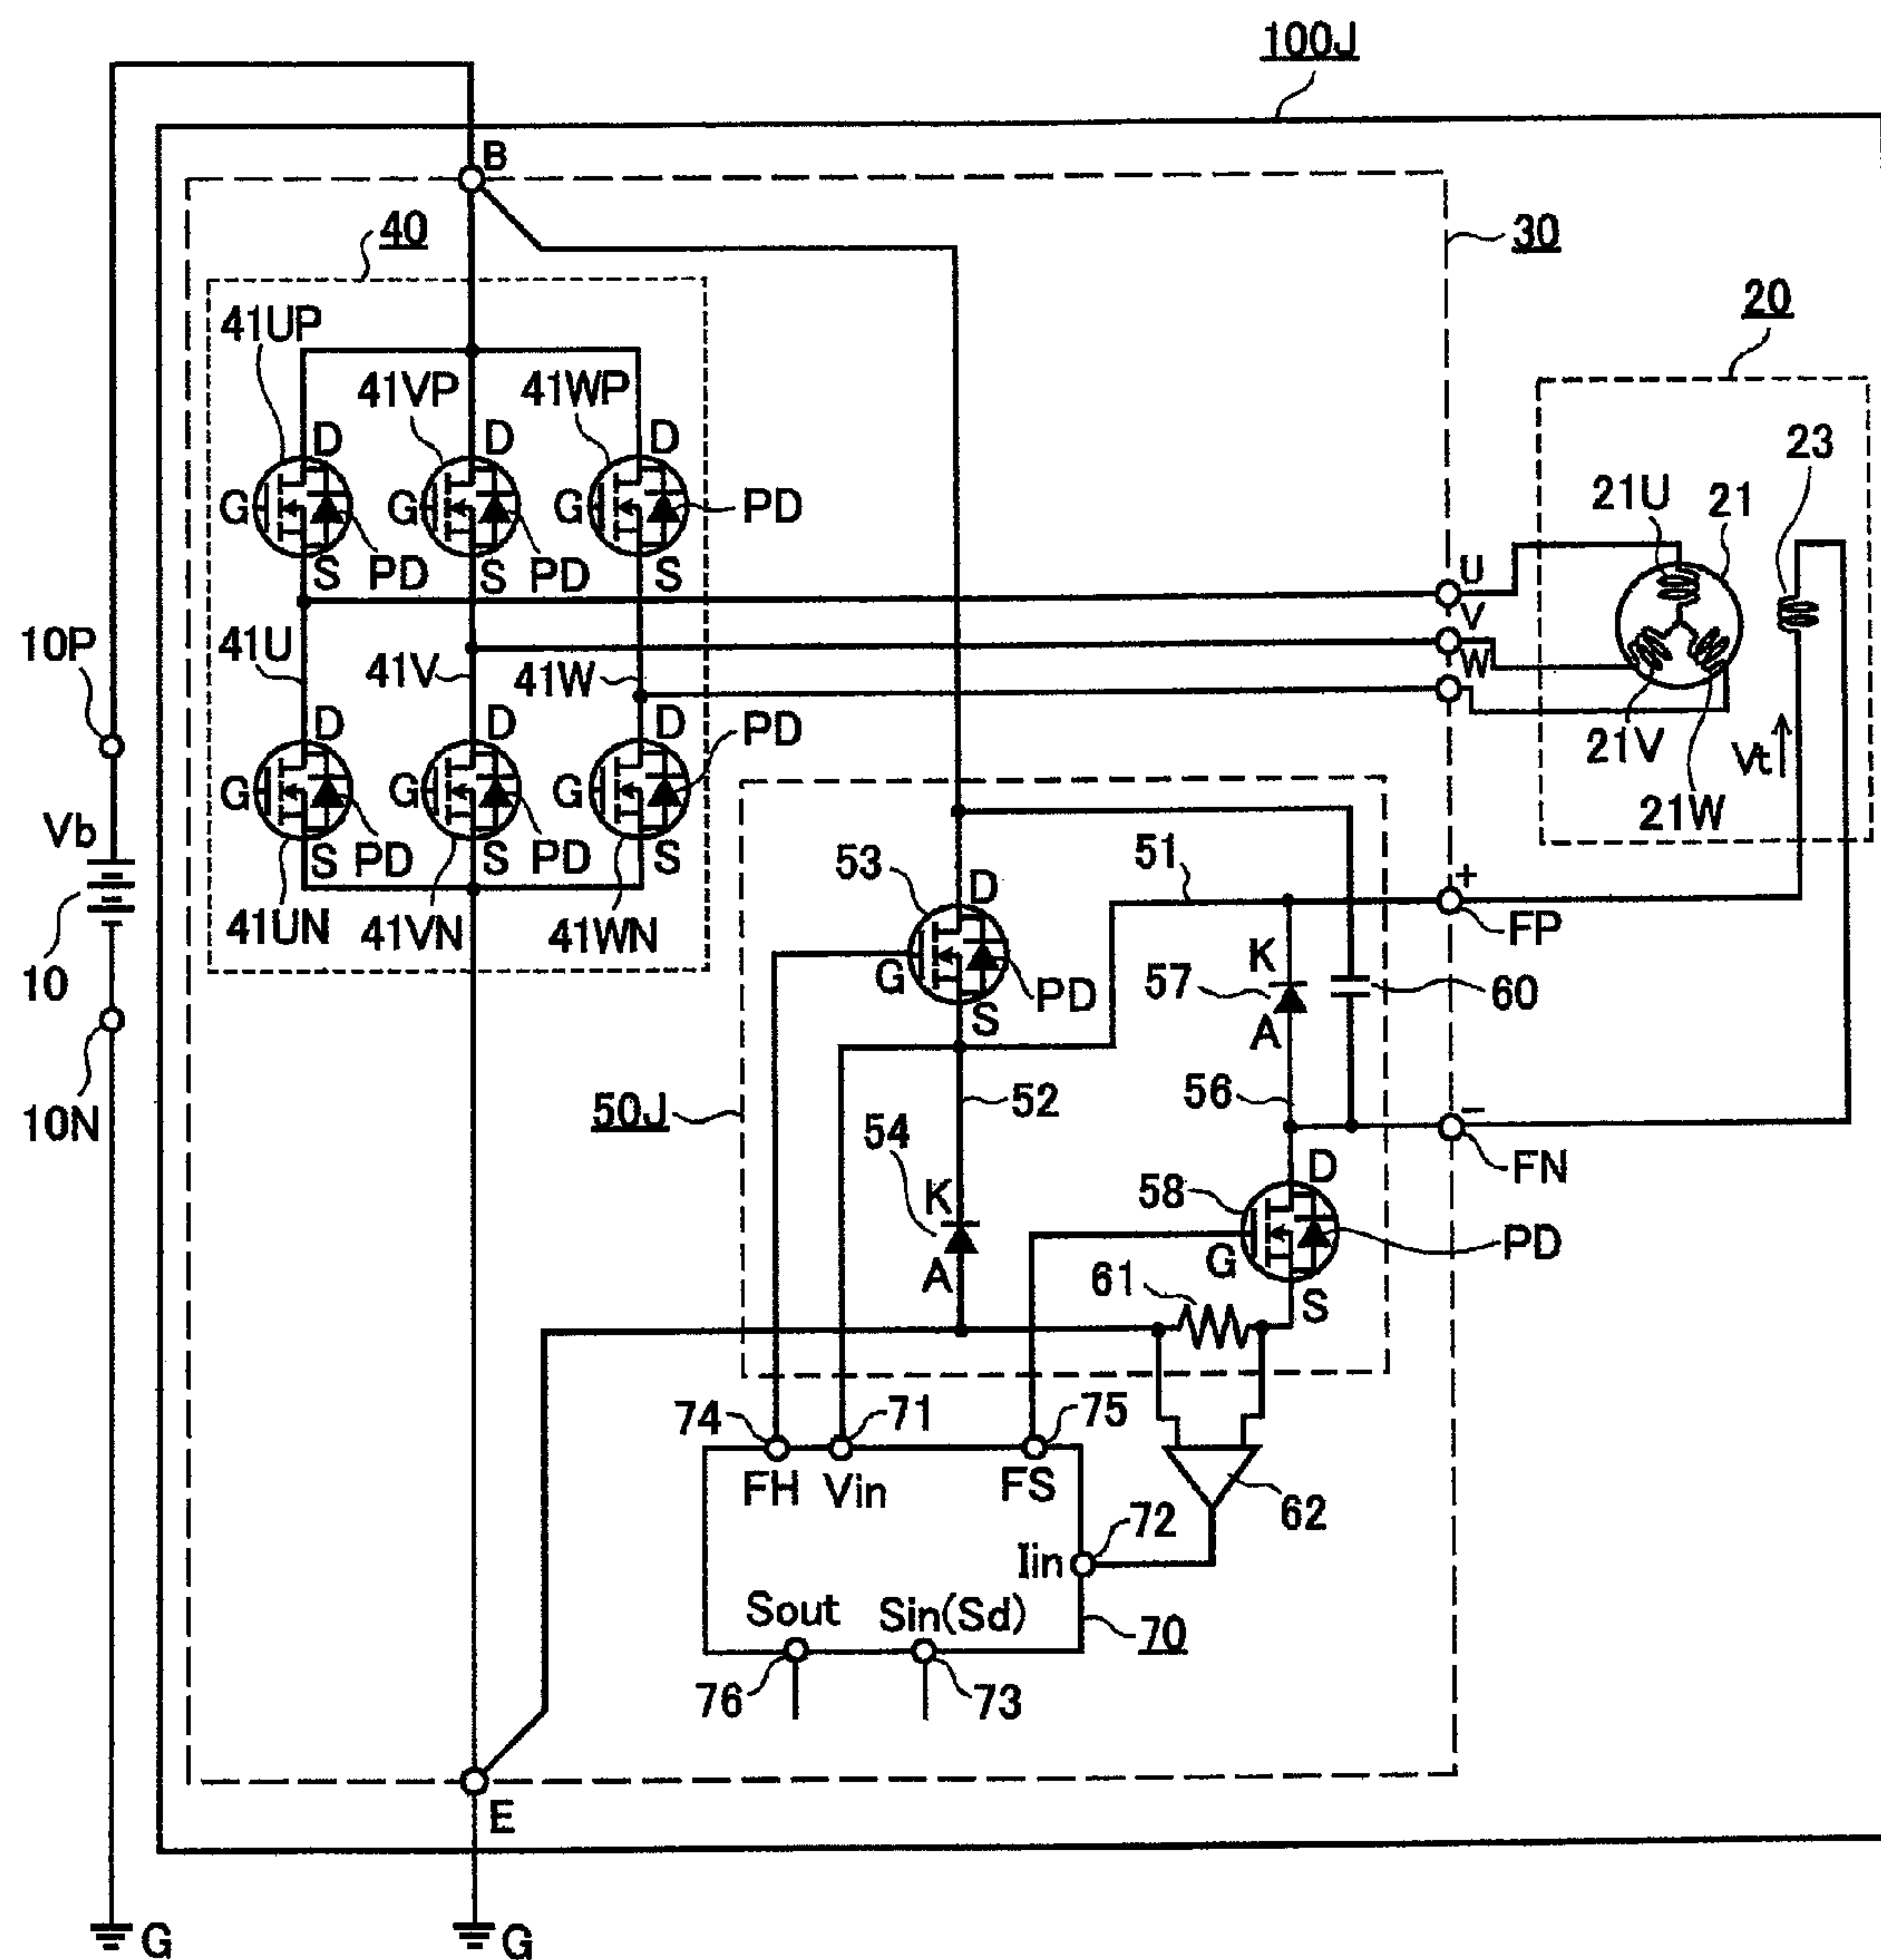 100J
B
40
30
41UP
20
41VP
41WP
D
D
D
23
G
G
G
PD
21U
21
S
PD
S
PD
S
U
V
10P
41U
41V
41W
W
D
D
D
PD
21V
Vt
G
G
G
21W
Vb
S
PD
S
PD
S
53
51
+
D
41UN
41VN
41WN
FP
10
G
PD
K
57
60
S
A
10N
50J
52
56
−
54
D
FN
K
58
G
PD
A
61
S
74
71
75
FH
Vin
FS
62
72
Iin
Sout
Sin(Sd)
70
76
73
E
G
G